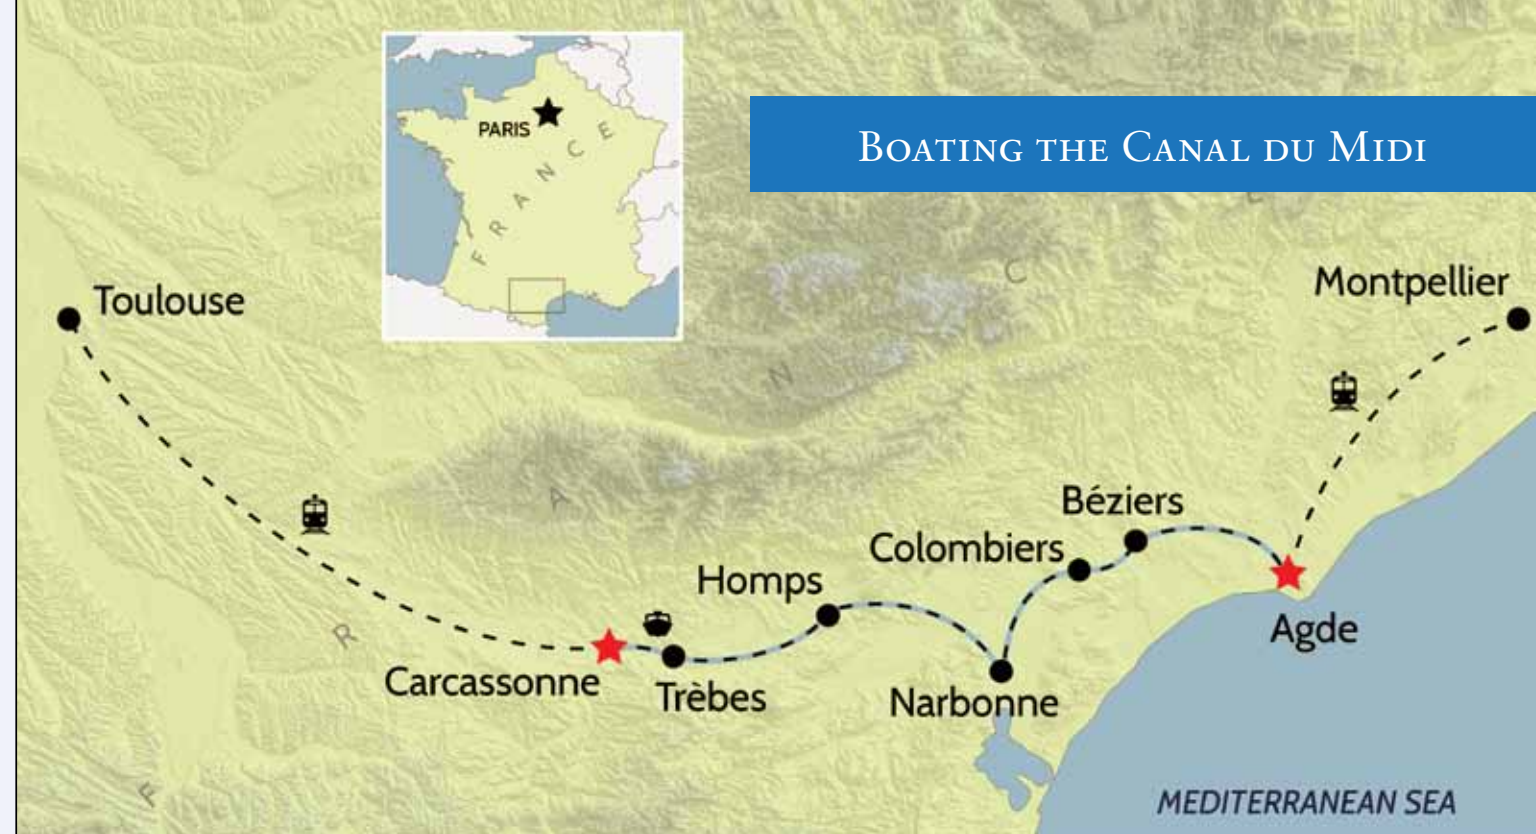 PARIS
FRANCE
BOATING THE CANAL DU MIDI
Toulouse
Montpellier
Béziers
Colombiers
Homps
Agde
Carcassonne
Trèbes
Narbonne
MEDITERRANEAN SEA
F R A N C E